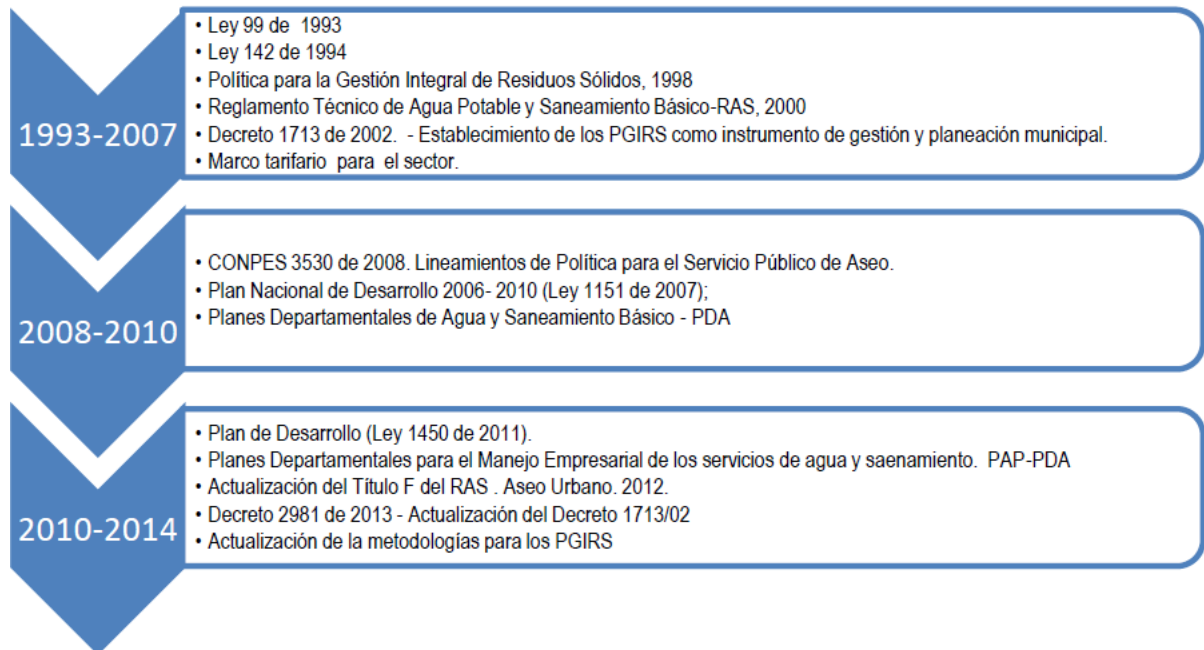 1993-2007
• Ley 99 de 1993
• Ley 142 de 1994
• Política para la Gestión Integral de Residuos Sólidos, 1998
• Reglamento Técnico de Agua Potable y Saneamiento Básico-RAS, 2000
• Decreto 1713 de 2002. - Establecimiento de los PGIRS como instrumento de gestión y planeación municipal.
• Marco tarifario para el sector.
2008-2010
• CONPES 3530 de 2008. Lineamientos de Política para el Servicio Público de Aseo.
• Plan Nacional de Desarrollo 2006- 2010 (Ley 1151 de 2007);
• Planes Departamentales de Agua y Saneamiento Básico - PDA
2010-2014
• Plan de Desarrollo (Ley 1450 de 2011).
• Planes Departamentales para el Manejo Empresarial de los servicios de agua y saenamiento. PAP-PDA
• Actualización del Título F del RAS . Aseo Urbano. 2012.
• Decreto 2981 de 2013 - Actualización del Decreto 1713/02
• Actualización de la metodologías para los PGIRS